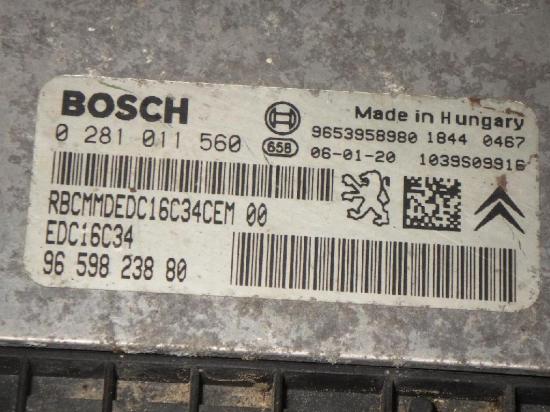 BOSCH
Made in Hungary
0 281 011 560
9653958980 1844 0467
658 06-01-20 1039S09916
RBCMMDEDC16C34CEM 00
EDC16C34
96 598 238 80